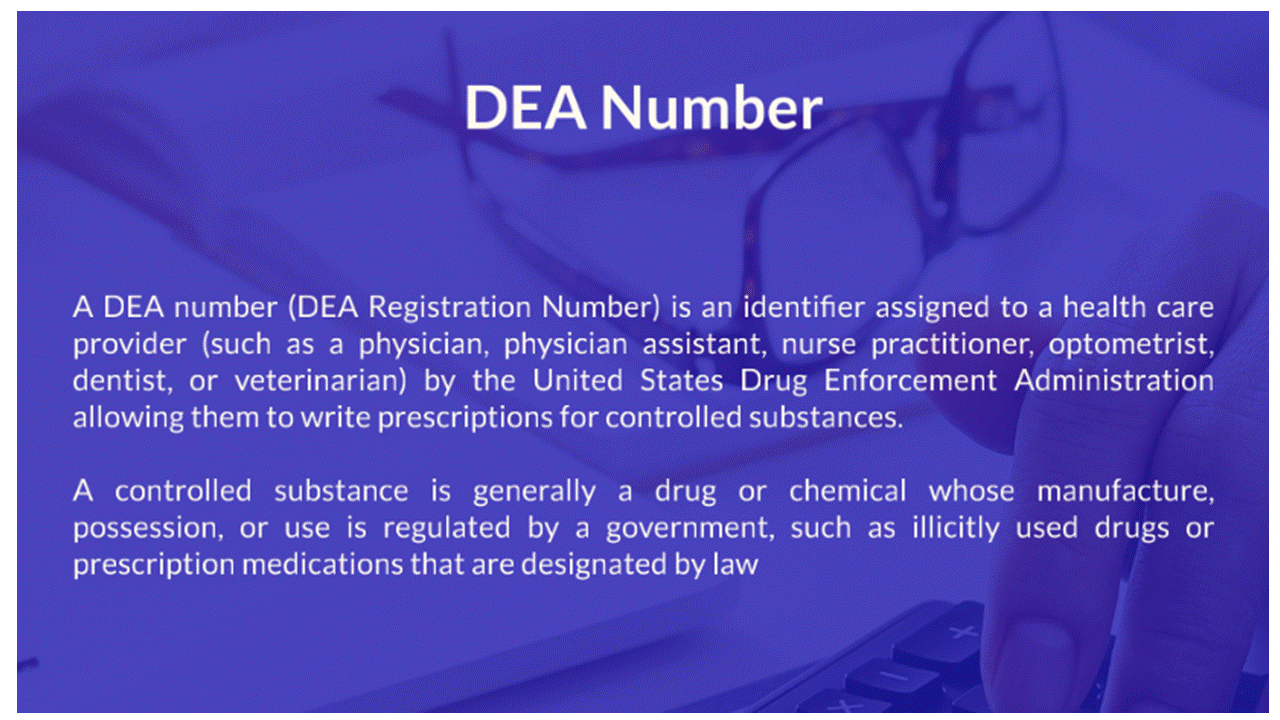 DEA Number
A DEA number (DEA Registration Number) is an identifier assigned to a health care
provider (such as a physician, physician assistant, nurse practitioner, optometrist,
dentist, or veterinarian) by the United States Drug Enforcement Administration
allowing them to write prescriptions for controlled substances.
A controlled substance is generally a drug or chemical whose manufacture,
possession, or use is regulated by a government, such as illicitly used drugs or
prescription medications that are designated by law